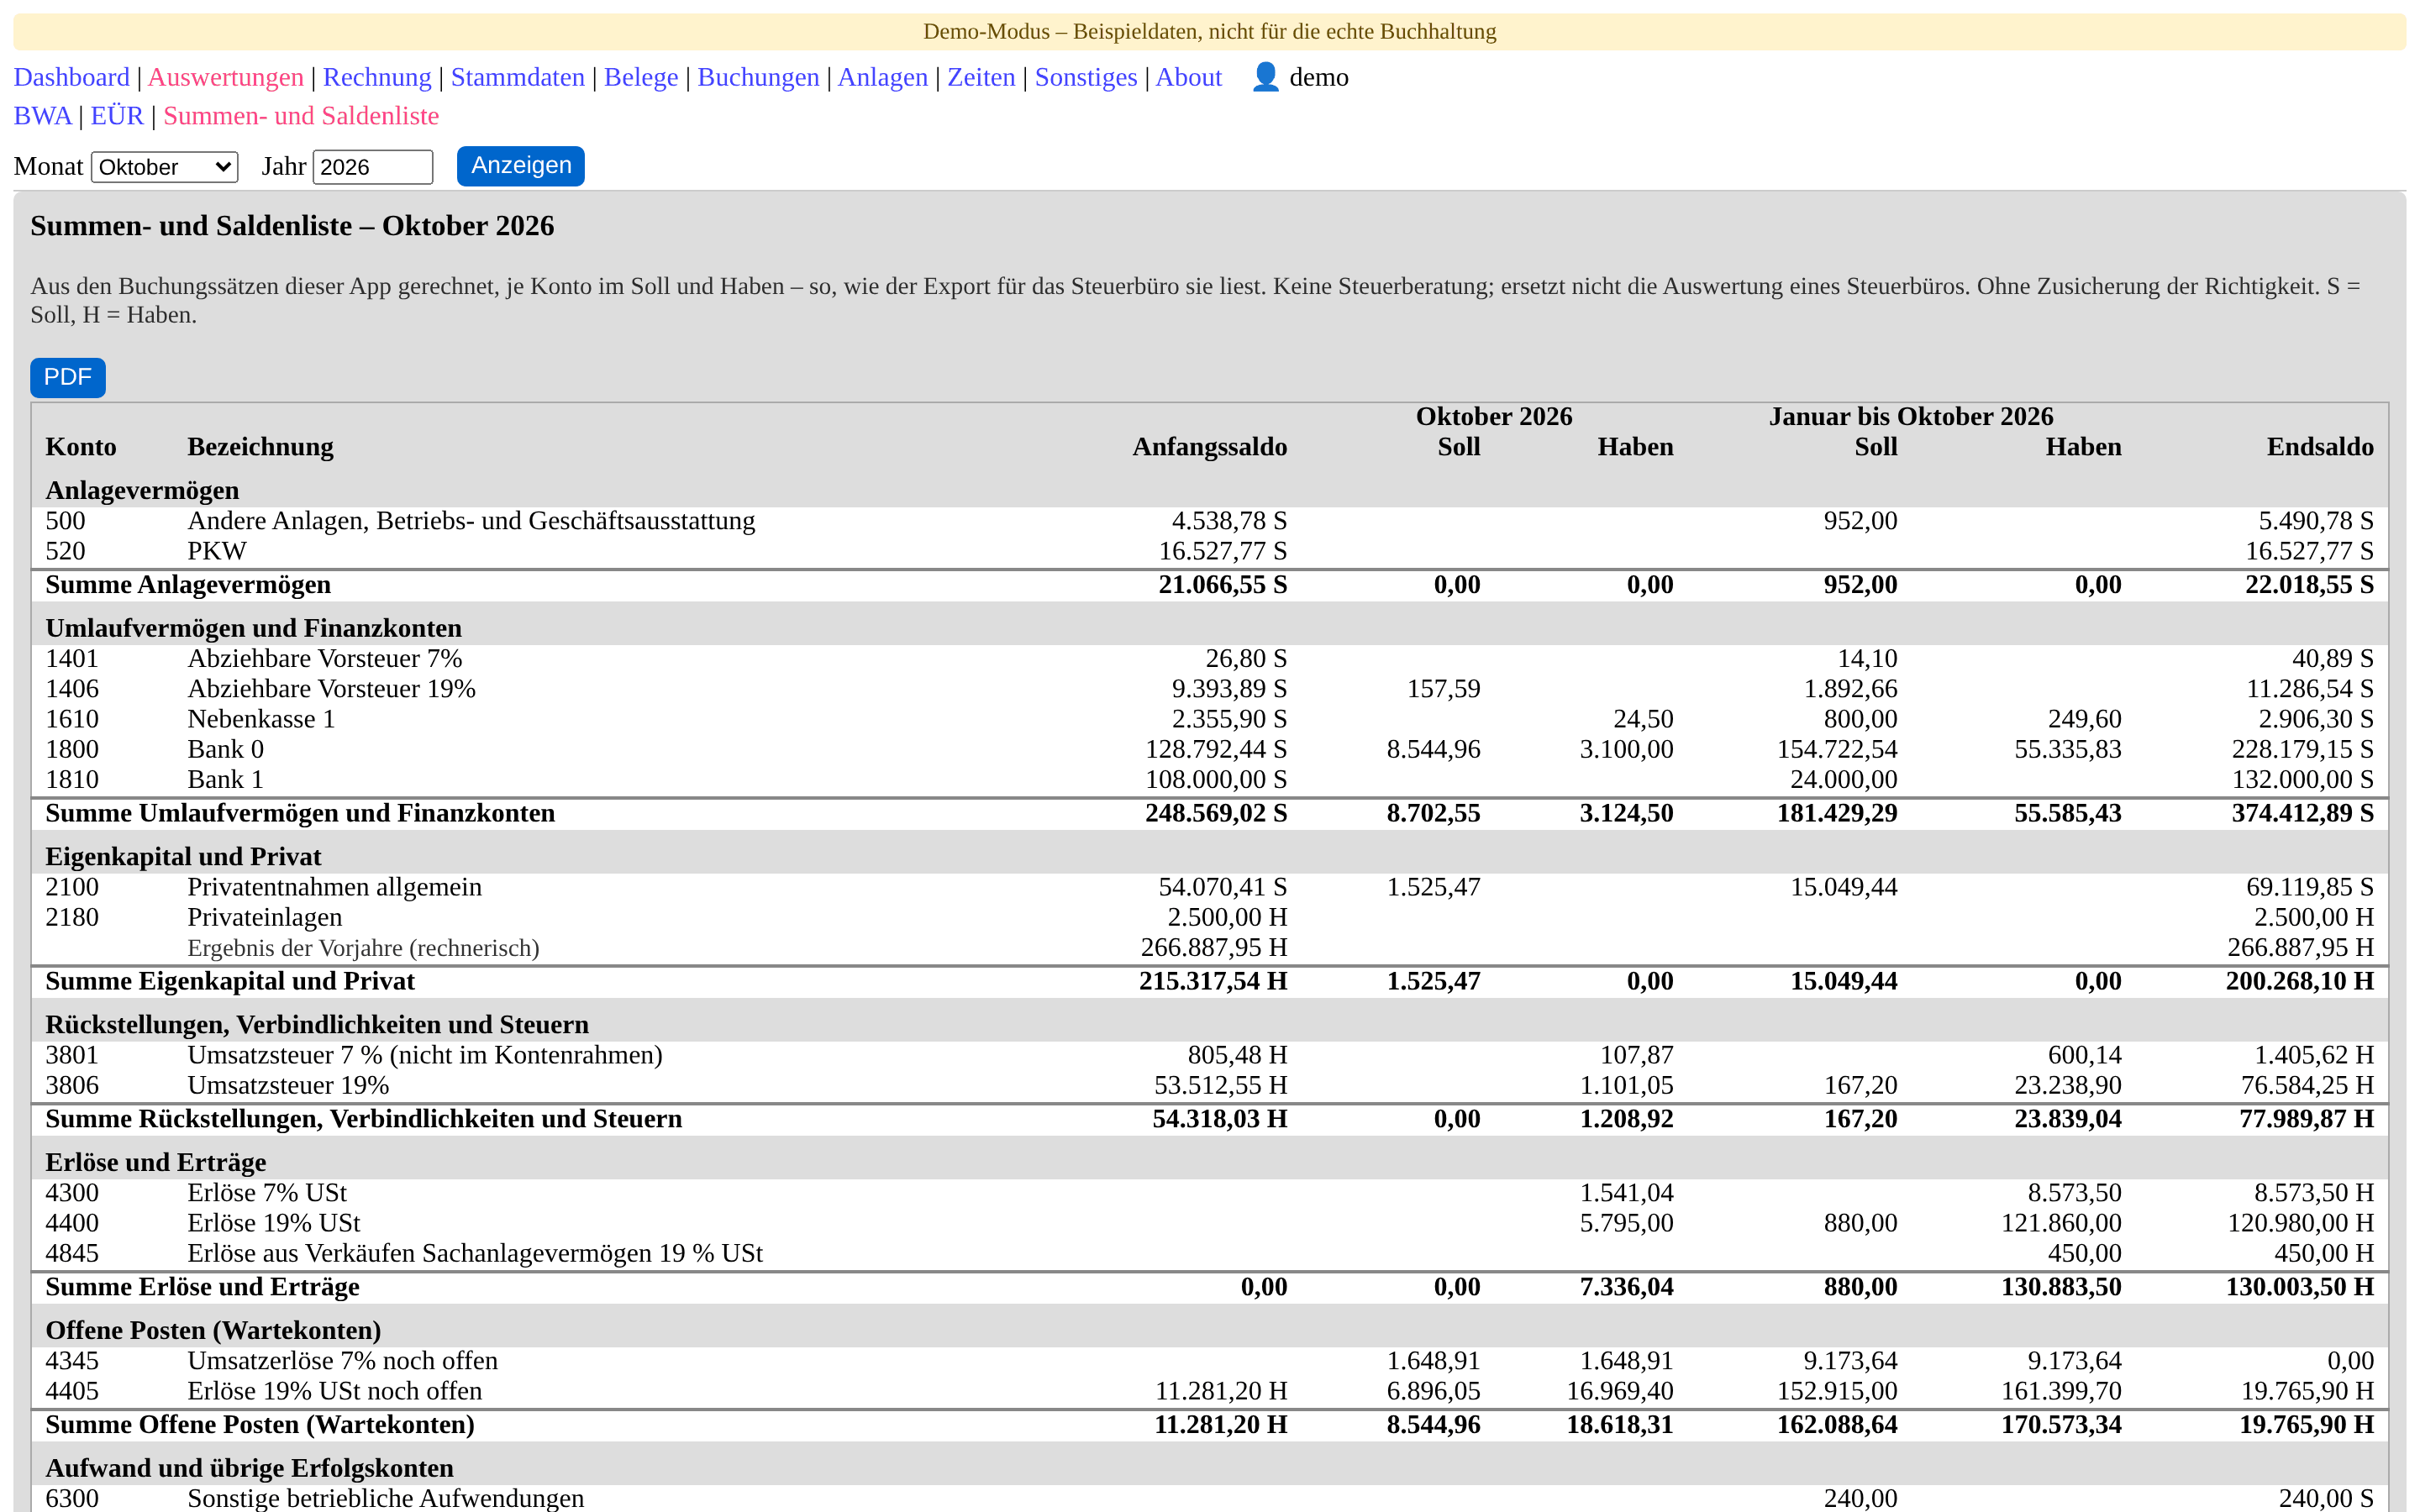 Demo-Modus – Beispieldaten, nicht für die echte Buchhaltung
Dashboard | Auswertungen | Rechnung | Stammdaten | Belege | Buchungen | Anlagen | Zeiten | Sonstiges | About 👤 demo
BWA | EÜR | Summen- und Saldenliste
Monat Oktober Jahr 2026 Anzeigen
Summen- und Saldenliste – Oktober 2026
Aus den Buchungssätzen dieser App gerechnet, je Konto im Soll und Haben – so, wie der Export für das Steuerbüro sie liest. Keine Steuerberatung; ersetzt nicht die Auswertung eines Steuerbüros. Ohne Zusicherung der Richtigkeit. S =
Soll, H = Haben.
PDF
Oktober 2026 Januar bis Oktober 2026
Konto Bezeichnung Anfangssaldo Soll Haben Soll Haben Endsaldo
Anlagevermögen
500 Andere Anlagen, Betriebs- und Geschäftsausstattung 4.538,78 S 952,00 5.490,78 S
520 PKW 16.527,77 S 16.527,77 S
Summe Anlagevermögen 21.066,55 S 0,00 0,00 952,00 0,00 22.018,55 S
Umlaufvermögen und Finanzkonten
1401 Abziehbare Vorsteuer 7% 26,80 S 14,10 40,89 S
1406 Abziehbare Vorsteuer 19% 9.393,89 S 157,59 1.892,66 11.286,54 S
1610 Nebenkasse 1 2.355,90 S 24,50 800,00 249,60 2.906,30 S
1800 Bank 0 128.792,44 S 8.544,96 3.100,00 154.722,54 55.335,83 228.179,15 S
1810 Bank 1 108.000,00 S 24.000,00 132.000,00 S
Summe Umlaufvermögen und Finanzkonten 248.569,02 S 8.702,55 3.124,50 181.429,29 55.585,43 374.412,89 S
Eigenkapital und Privat
2100 Privatentnahmen allgemein 54.070,41 S 1.525,47 15.049,44 69.119,85 S
2180 Privateinlagen 2.500,00 H 2.500,00 H
Ergebnis der Vorjahre (rechnerisch) 266.887,95 H 266.887,95 H
Summe Eigenkapital und Privat 215.317,54 H 1.525,47 0,00 15.049,44 0,00 200.268,10 H
Rückstellungen, Verbindlichkeiten und Steuern
3801 Umsatzsteuer 7 % (nicht im Kontenrahmen) 805,48 H 107,87 600,14 1.405,62 H
3806 Umsatzsteuer 19% 53.512,55 H 1.101,05 167,20 23.238,90 76.584,25 H
Summe Rückstellungen, Verbindlichkeiten und Steuern 54.318,03 H 0,00 1.208,92 167,20 23.839,04 77.989,87 H
Erlöse und Erträge
4300 Erlöse 7% USt 1.541,04 8.573,50 8.573,50 H
4400 Erlöse 19% USt 5.795,00 880,00 121.860,00 120.980,00 H
4845 Erlöse aus Verkäufen Sachanlagevermögen 19 % USt 450,00 450,00 H
Summe Erlöse und Erträge 0,00 0,00 7.336,04 880,00 130.883,50 130.003,50 H
Offene Posten (Wartekonten)
4345 Umsatzerlöse 7% noch offen 1.648,91 1.648,91 9.173,64 9.173,64 0,00
4405 Erlöse 19% USt noch offen 11.281,20 H 6.896,05 16.969,40 152.915,00 161.399,70 19.765,90 H
Summe Offene Posten (Wartekonten) 11.281,20 H 8.544,96 18.618,31 162.088,64 170.573,34 19.765,90 H
Aufwand und übrige Erfolgskonten
6300 Sonstige betriebliche Aufwendungen 240,00 240,00 S